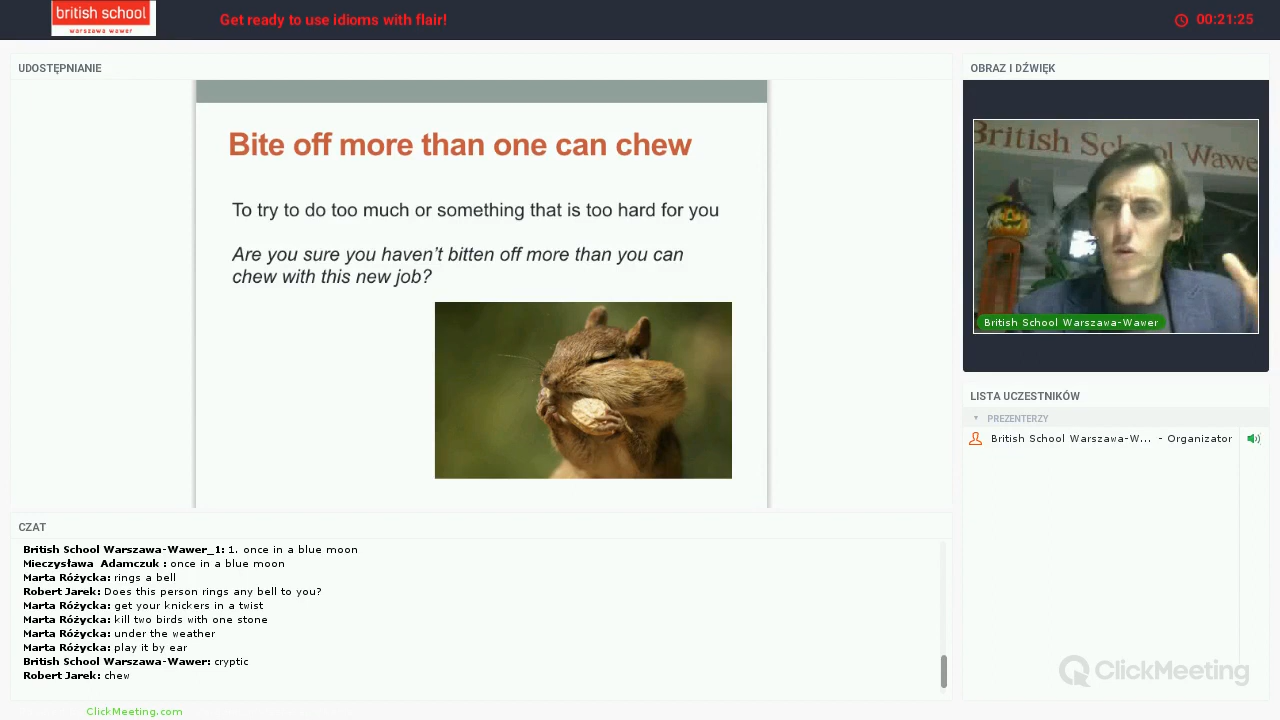 british school
warszawa wawer
Get ready to use idioms with flair!
00:21:25
UDOSTĘPNIANIE
Bite off more than one can chew
To try to do too much or something that is too hard for you
Are you sure you haven’t bitten off more than you can
chew with this new job?
OBRAZ I DŹWIĘK
British School Wawe
British School Warszawa-Wawer
LISTA UCZESTNIKÓW
PREZENTERZY
British School Warszawa-W... - Organizator
CZAT
British School Warszawa-Wawer_1: 1. once in a blue moon
Mieczysława Adamczuk : once in a blue moon
Marta Różycka: rings a bell
Robert Jarek: Does this person rings any bell to you?
Marta Różycka: get your knickers in a twist
Marta Różycka: kill two birds with one stone
Marta Różycka: under the weather
Marta Różycka: play it by ear
British School Warszawa-Wawer: cryptic
Robert Jarek: chew
ClickMeeting
ClickMeeting.com